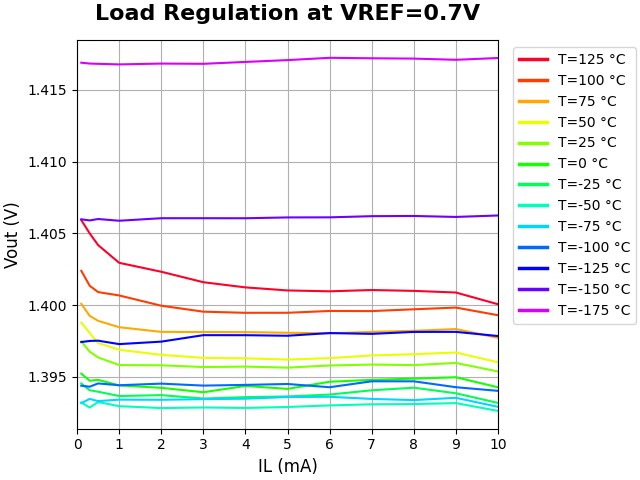 Load Regulation at VREF=0.7V
Vout (V)
1.415
1.410
1.405
1.400
1.395
0 1 2 3 4 5 6 7 8 9 10
IL (mA)
T=125 °C
T=100 °C
T=75 °C
T=50 °C
T=25 °C
T=0 °C
T=-25 °C
T=-50 °C
T=-75 °C
T=-100 °C
T=-125 °C
T=-150 °C
T=-175 °C